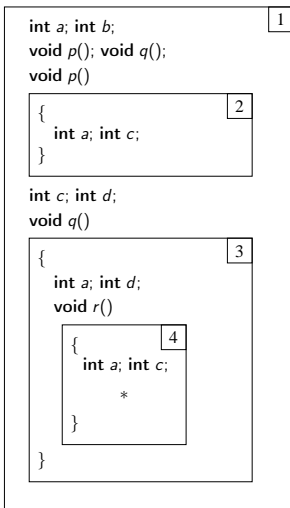 1
int a; int b;
void p(); void q();
void p()
2
{
int a; int c;
}
int c; int d;
void q()
3
{
int a; int d;
void r()
{ 4
int a; int c;
*
}
}